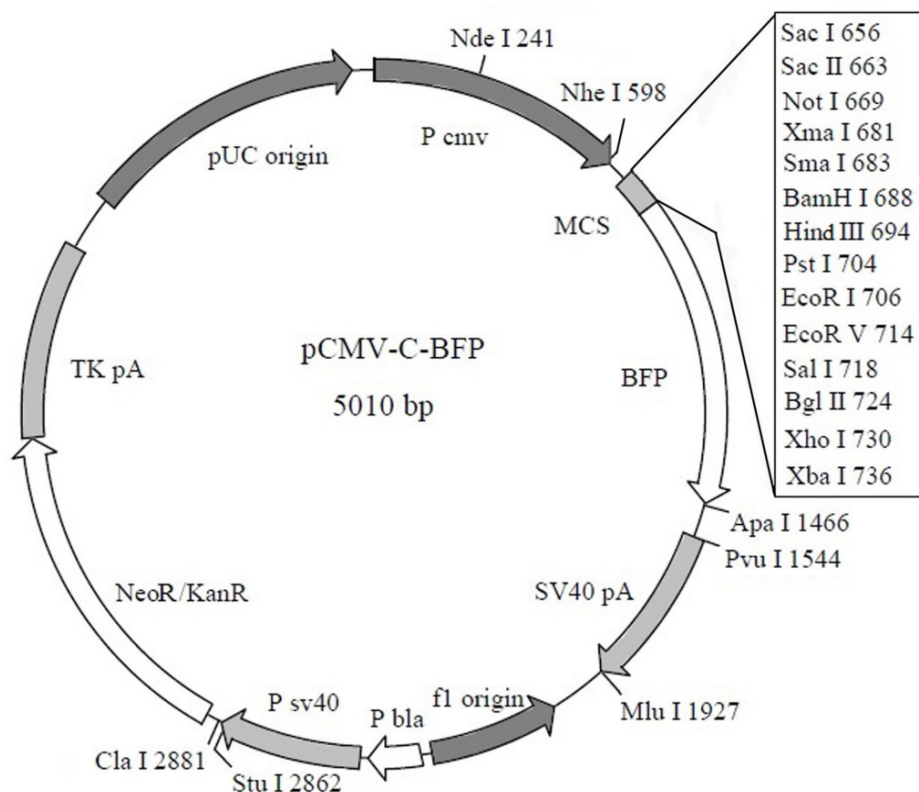 Nde I 241
Nhe I 598
P cmv
pUC origin
MCS
Sac I 656
Sac II 663
Not I 669
Xma I 681
Sma I 683
BamH I 688
Hind III 694
Pst I 704
EcoR I 706
EcoR V 714
Sal I 718
Bgl II 724
Xho I 730
Xba I 736
pCMV-C-BFP
5010 bp
TK pA
BFP
Apa I 1466
Pvu I 1544
SV40 pA
NeoR/KanR
Mlu I 1927
f1 origin
P bla
P sv40
Cla I 2881
Stu I 2862